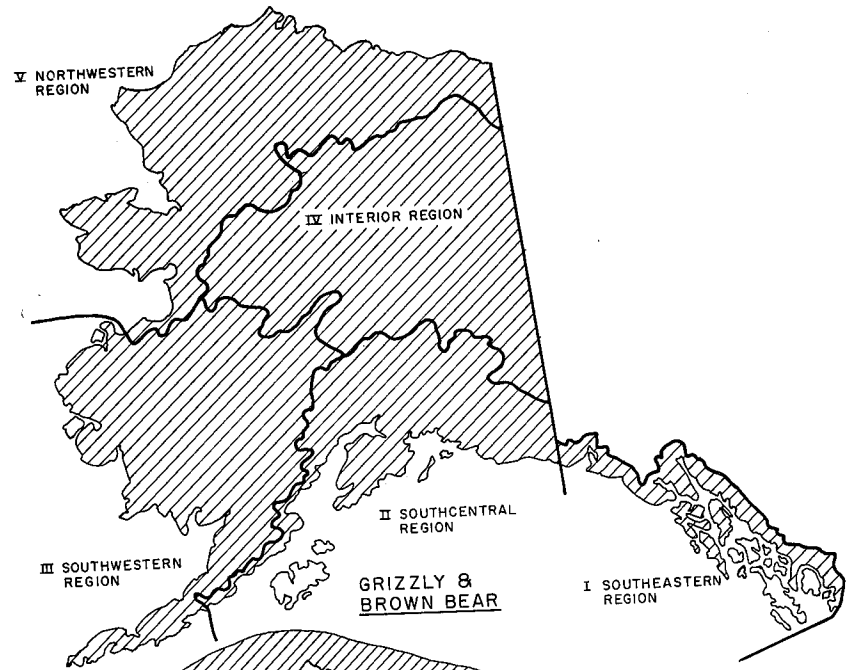 V NORTHWESTERN
REGION
IV INTERIOR REGION
II SOUTHCENTRAL
REGION
III SOUTHWESTERN
REGION
GRIZZLY &
BROWN BEAR
I SOUTHEASTERN
REGION